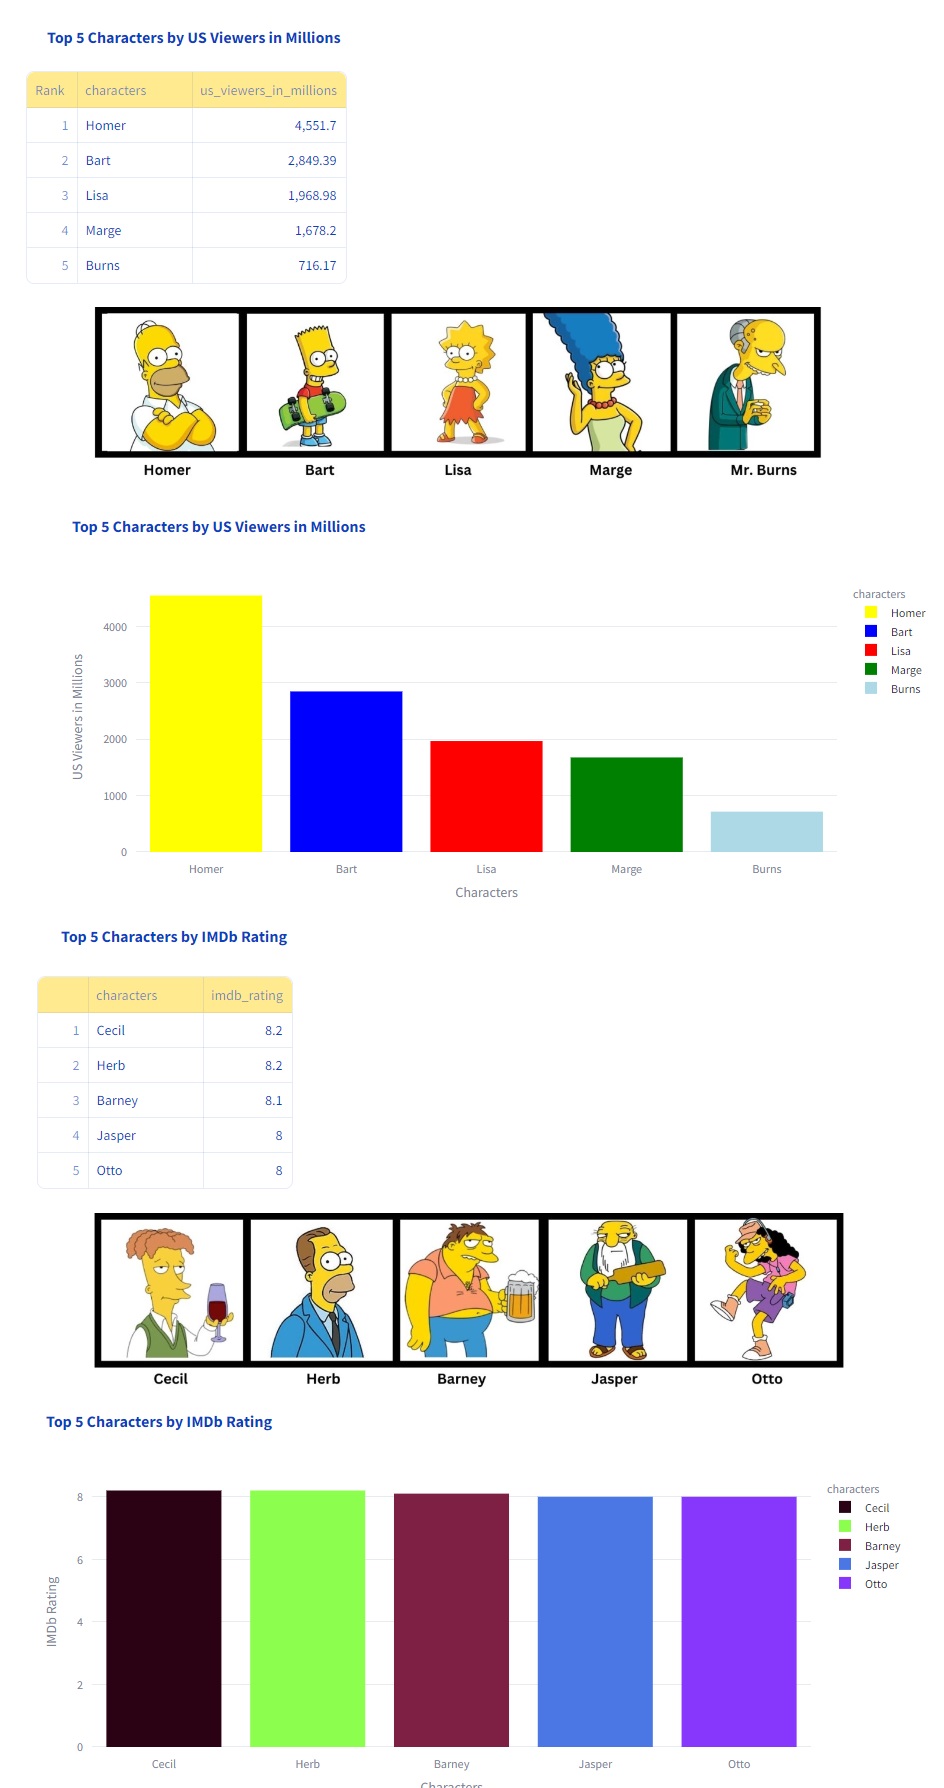 Top 5 Characters by US Viewers in Millions
Rank characters us_viewers_in_millions
1 Homer 4,551.7
2 Bart 2,849.39
3 Lisa 1,968.98
4 Marge 1,678.2
5 Burns 716.17
Homer Bart Lisa Marge Mr. Burns
Top 5 Characters by US Viewers in Millions
characters
Homer
Bart
Lisa
Marge
Burns
US Viewers in Millions
4000
3000
2000
1000
0
Homer Bart Lisa Marge Burns
Characters
Top 5 Characters by IMDb Rating
characters imdb_rating
1 Cecil 8.2
2 Herb 8.2
3 Barney 8.1
4 Jasper 8
5 Otto 8
Cecil Herb Barney Jasper Otto
Top 5 Characters by IMDb Rating
characters
Cecil
Herb
Barney
Jasper
Otto
IMDb Rating
8
6
4
2
0
Cecil Herb Barney Jasper Otto
Characters